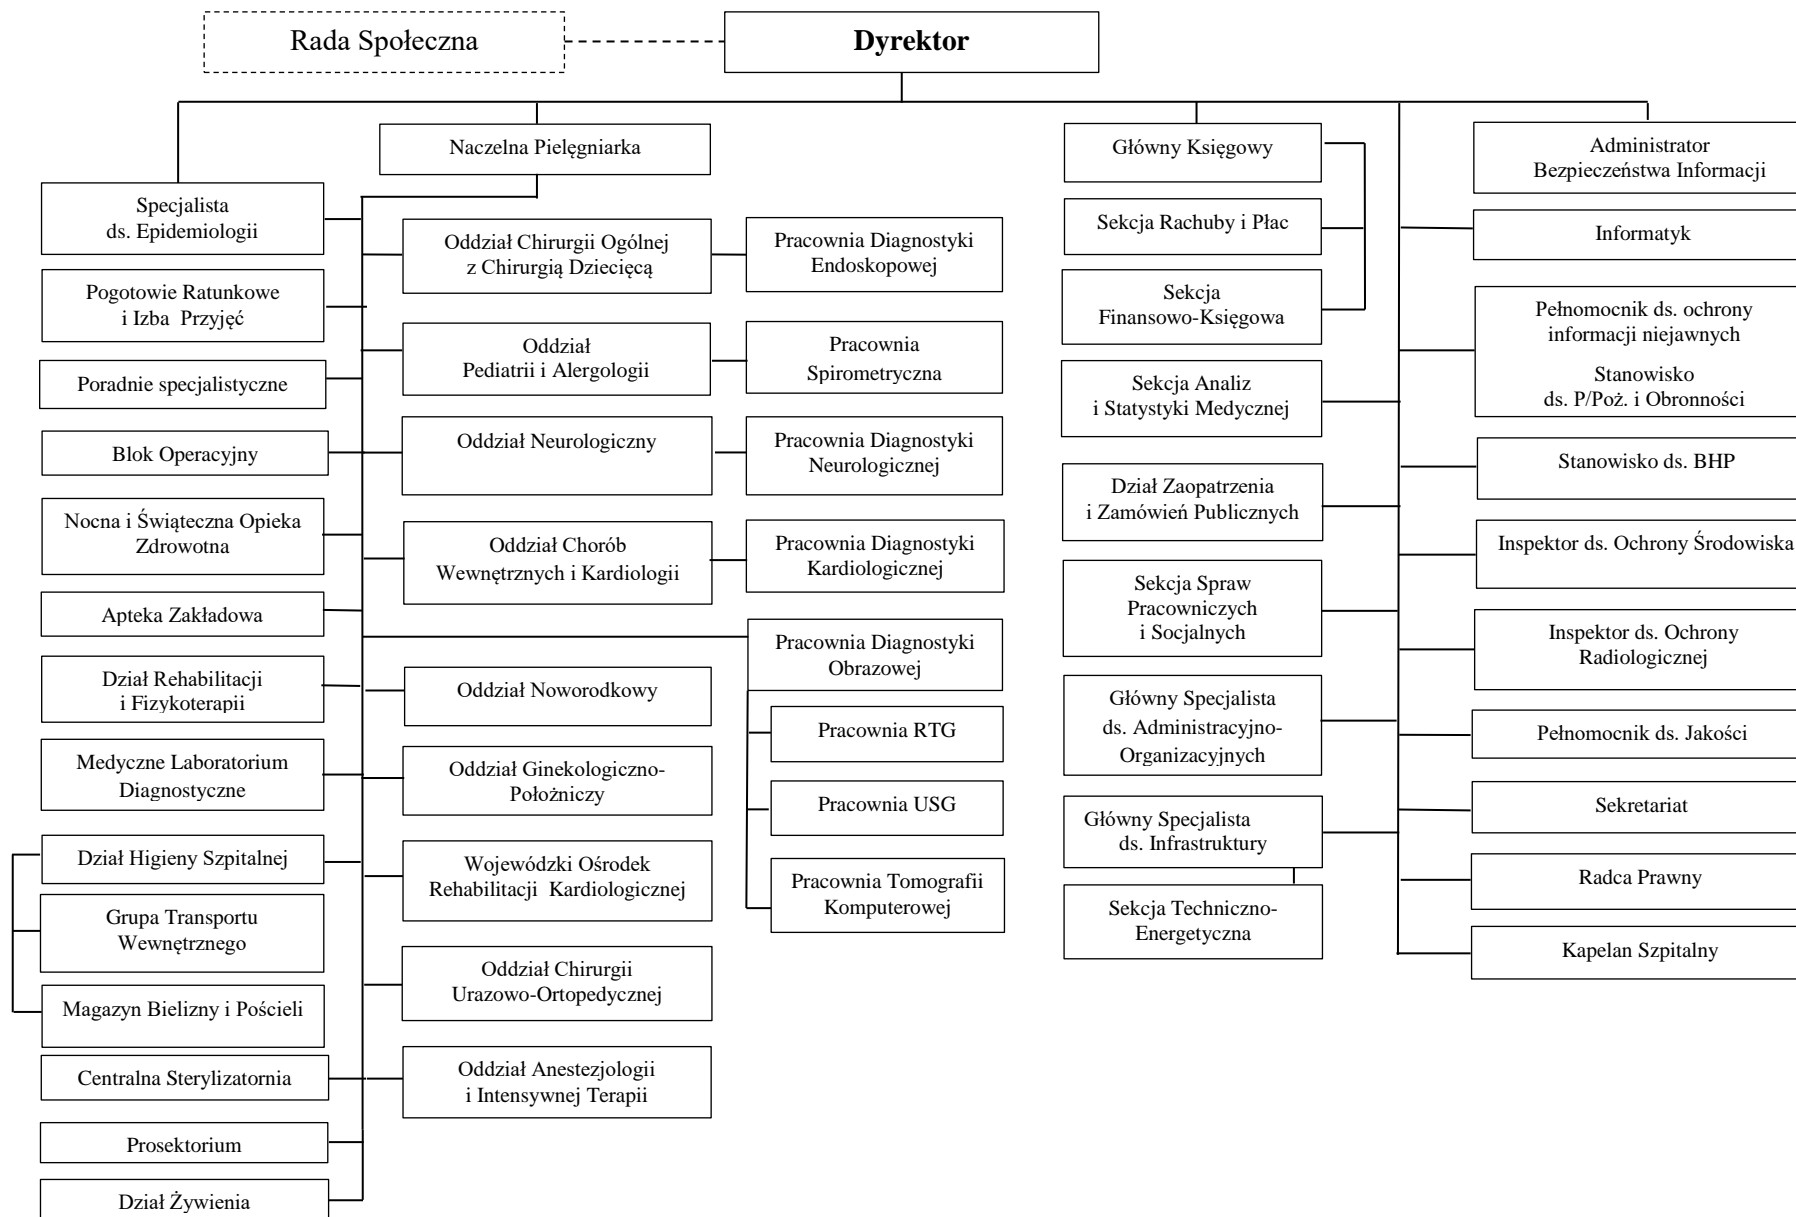 Rada Społeczna
Dyrektor
Naczelna Pielęgniarka
Główny Księgowy
Administrator
Bezpieczeństwa Informacji
Specjalista
ds. Epidemiologii
Oddział Chirurgii Ogólnej
z Chirurgią Dziecięcą
Pracownia Diagnostyki
Endoskopowej
Sekcja Rachuby i Płac
Informatyk
Pogotowie Ratunkowe
i Izba Przyjęć
Sekcja
Finansowo-Księgowa
Pełnomocnik ds. ochrony
informacji niejawnych
Stanowisko
ds. P/Poż. i Obronności
Oddział
Pediatrii i Alergologii
Pracownia
Spirometryczna
Poradnie specjalistyczne
Sekcja Analiz
i Statystyki Medycznej
Blok Operacyjny
Oddział Neurologiczny
Pracownia Diagnostyki
Neurologicznej
Stanowisko ds. BHP
Dział Zaopatrzenia
i Zamówień Publicznych
Nocna i Świąteczna Opieka
Zdrowotna
Oddział Chorób
Wewnętrznych i Kardiologii
Pracownia Diagnostyki
Kardiologicznej
Inspektor ds. Ochrony Środowiska
Sekcja Spraw
Pracowniczych
i Socjalnych
Apteka Zakładowa
Pracownia Diagnostyki
Obrazowej
Inspektor ds. Ochrony
Radiologicznej
Dział Rehabilitacji
i Fizykoterapii
Oddział Noworodkowy
Główny Specjalista
ds. Administracyjno-
Organizacyjnych
Pracownia RTG
Pełnomocnik ds. Jakości
Medyczne Laboratorium
Diagnostyczne
Oddział Ginekologiczno-
Położniczy
Pracownia USG
Sekretariat
Główny Specjalista
ds. Infrastruktury
Dział Higieny Szpitalnej
Wojewódzki Ośrodek
Rehabilitacji Kardiologicznej
Pracownia Tomografii
Komputerowej
Radca Prawny
Sekcja Techniczno-
Energetyczna
Grupa Transportu
Wewnętrznego
Kapelan Szpitalny
Oddział Chirurgii
Urazowo-Ortopedycznej
Magazyn Bielizny i Pościeli
Centralna Sterylizatornia
Oddział Anestezjologii
i Intensywnej Terapii
Prosektorium
Dział Żywienia